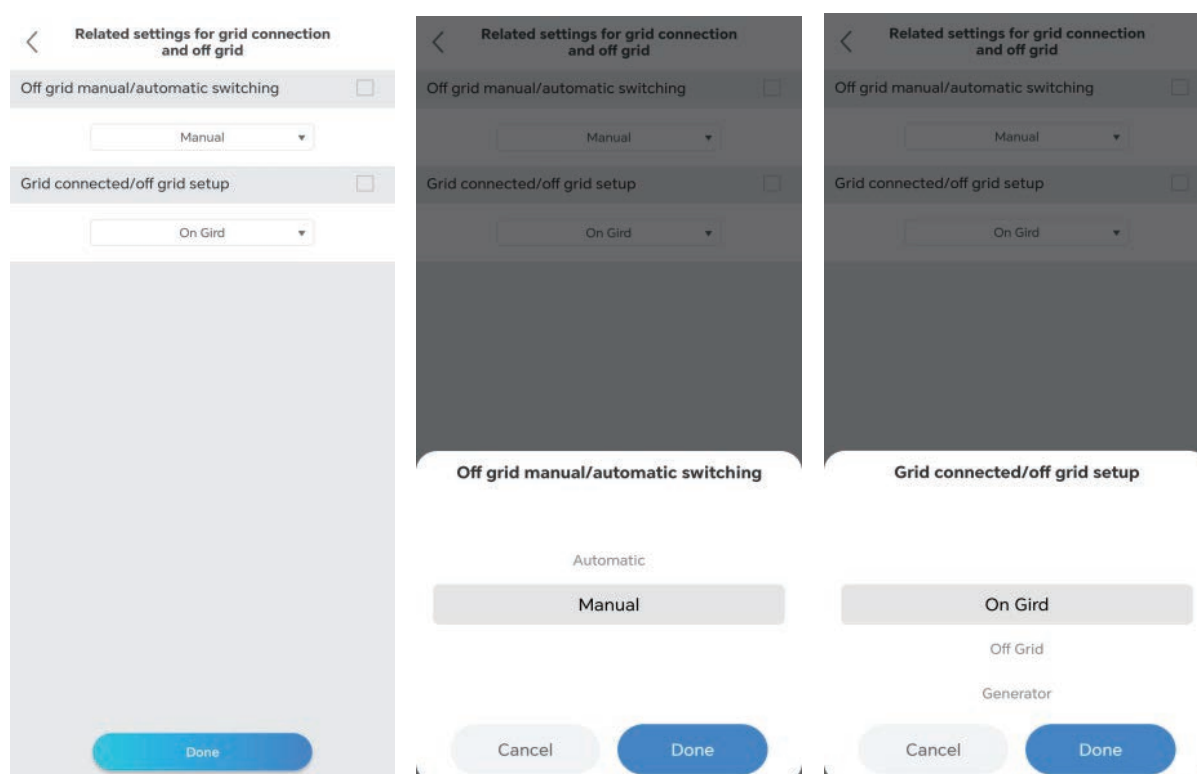 Related settings for grid connection
and off grid
Off grid manual/automatic switching
Manual
Grid connected/off grid setup
On Gird
Done
Related settings for grid connection
and off grid
Off grid manual/automatic switching
Manual
Grid connected/off grid setup
On Gird
Off grid manual/automatic switching
Automatic
Manual
Cancel
Done
Related settings for grid connection
and off grid
Off grid manual/automatic switching
Manual
Grid connected/off grid setup
On Gird
Grid connected/off grid setup
On Gird
Off Grid
Generator
Cancel
Done